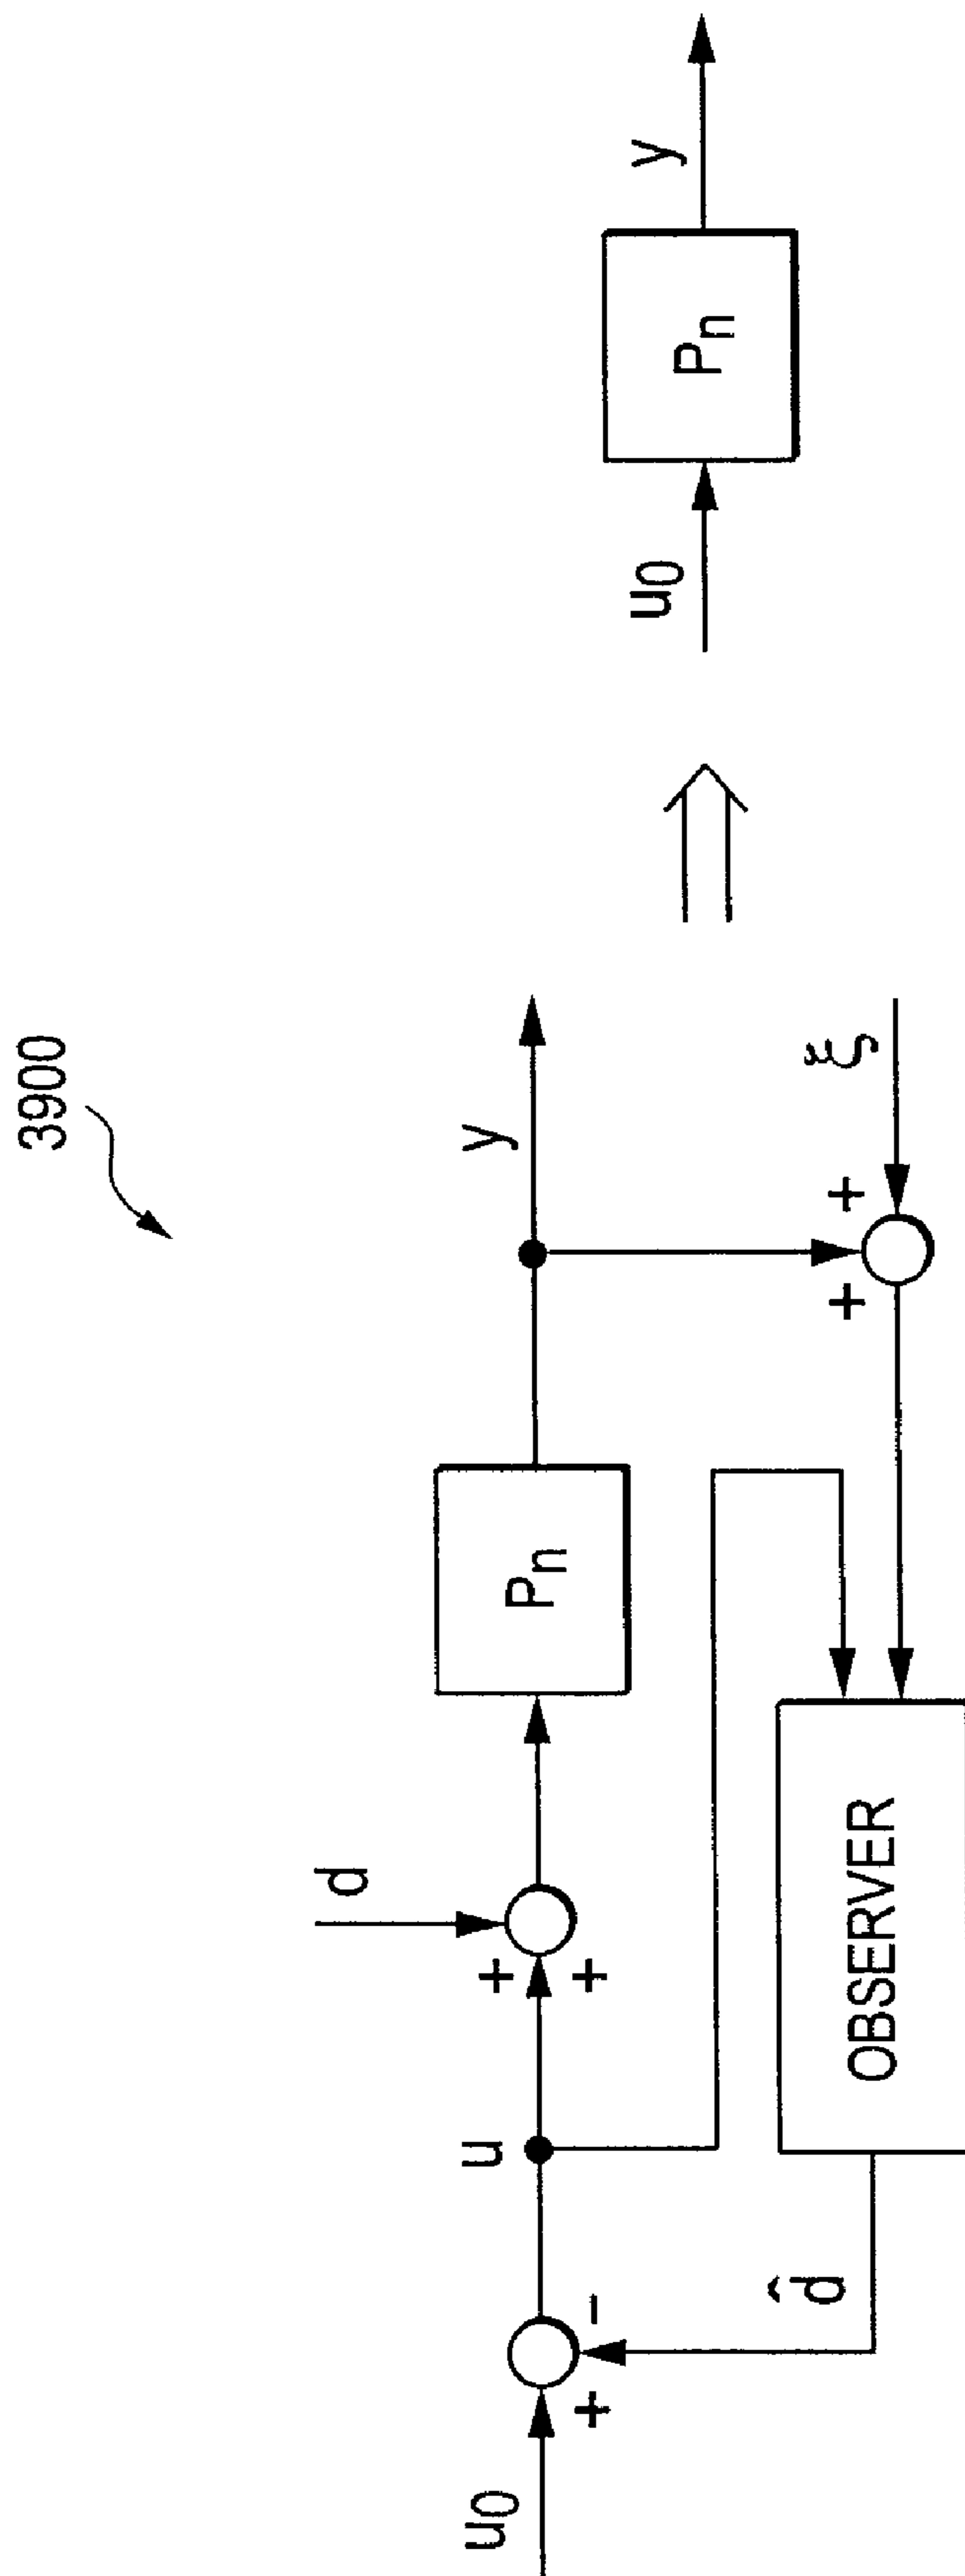 3900
u₀
+
-
u
d
+
+
Pₙ
y
+
+
ξ
OBSERVER
d̂
u₀
Pₙ
y